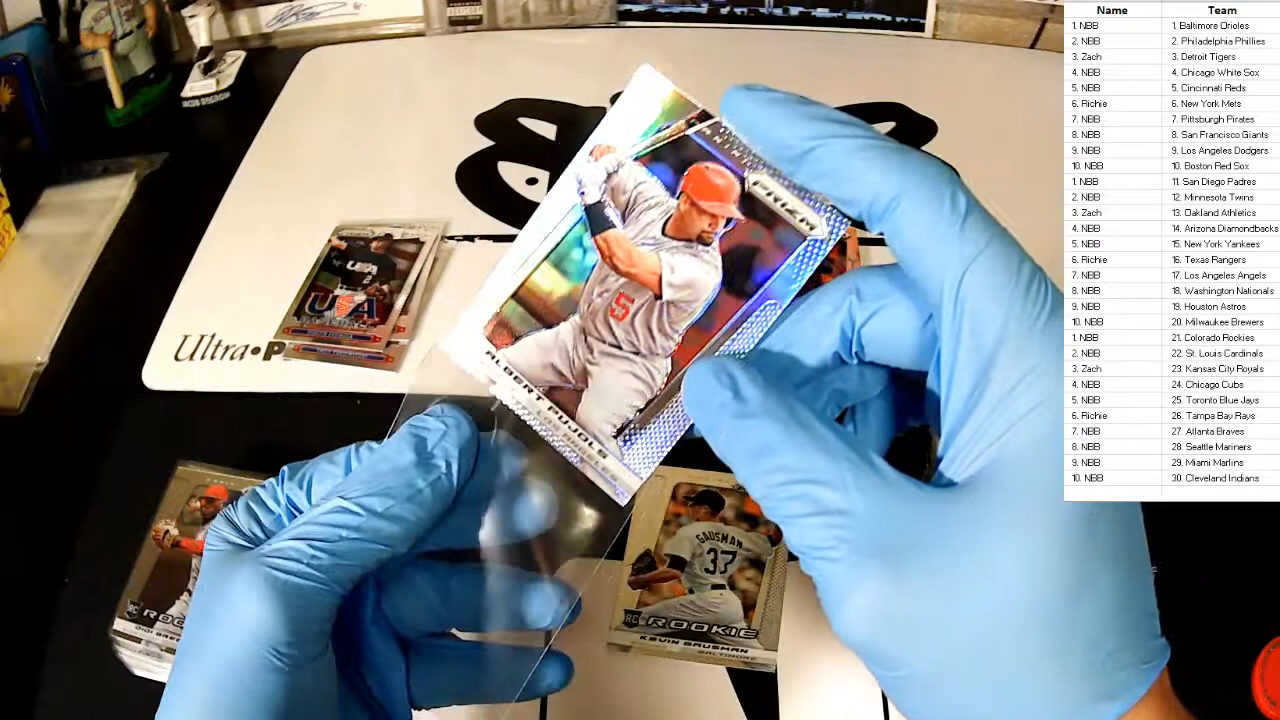 Name Team
1. NBB 1. Baltimore Orioles
2. NBB 2. Philadelphia Phillies
3. Zach 3. Detroit Tigers
4. NBB 4. Chicago White Sox
5. NBB 5. Cincinnati Reds
6. Richie 6. New York Mets
7. NBB 7. Pittsburgh Pirates
8. NBB 8. San Francisco Giants
9. NBB 9. Los Angeles Dodgers
10. NBB 10. Boston Red Sox
1. NBB 11. San Diego Padres
2. NBB 12. Minnesota Twins
3. Zach 13. Oakland Athletics
4. NBB 14. Arizona Diamondbacks
5. NBB 15. New York Yankees
6. Richie 16. Texas Rangers
7. NBB 17. Los Angeles Angels
8. NBB 18. Washington Nationals
9. NBB 19. Houston Astros
10. NBB 20. Milwaukee Brewers
1. NBB 21. Colorado Rockies
2. NBB 22. St. Louis Cardinals
3. Zach 23. Kansas City Royals
4. NBB 24. Chicago Cubs
5. NBB 25. Toronto Blue Jays
6. Richie 26. Tampa Bay Rays
7. NBB 27. Atlanta Braves
8. NBB 28. Seattle Mariners
9. NBB 29. Miami Marlins
10. NBB 30. Cleveland Indians
JACOB DEGROM
PRIZM
5
ALBERT PUJOLS
USA
Ultra•P
GAUSMAN
37
RC ROOKIE
KEVIN GAUSMAN
BALTIMORE
RC ROO
DIDI GRE